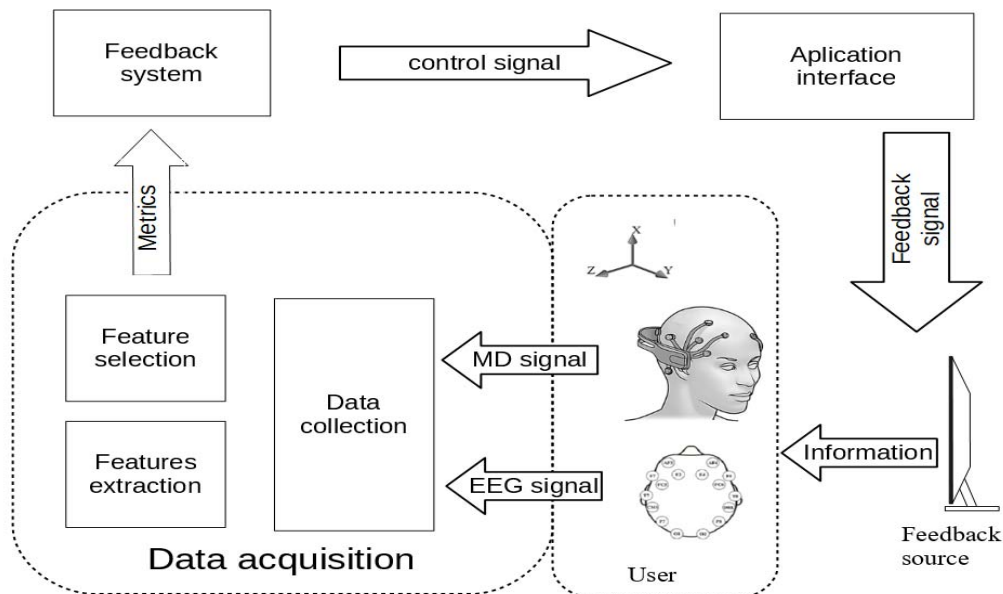 Feedback
system
control signal
Aplication
interface
Metrics
Feedback
signal
X
Z
Y
Feature
selection
Data
collection
MD signal
Features
extraction
EEG signal
Information
Data acquisition
User
Feedback
source